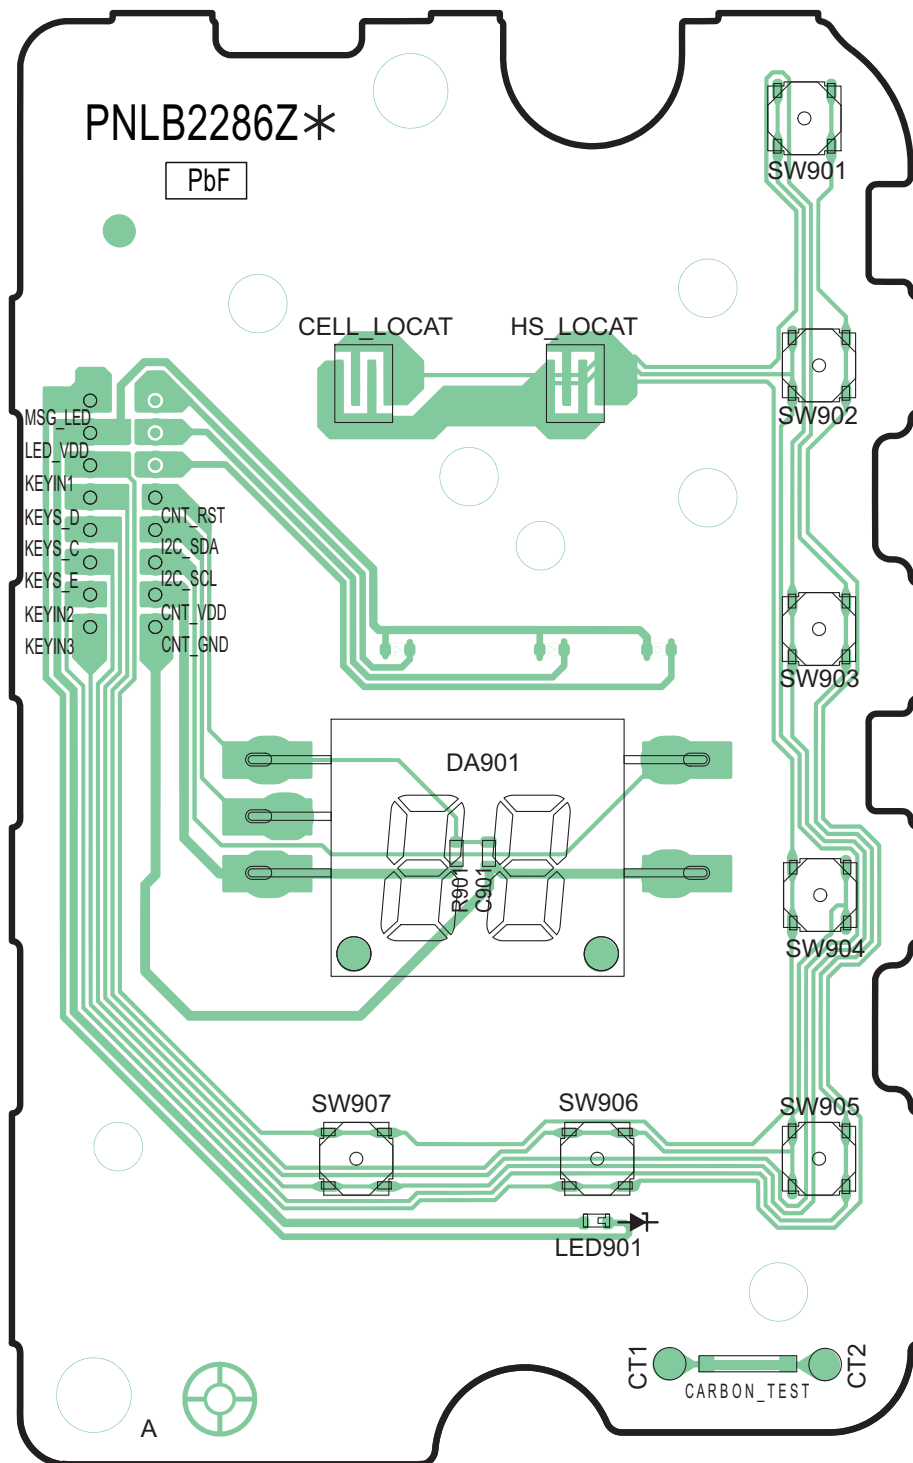 PNLB2286Z*
PbF
SW901
CELL_LOCAT
HS_LOCAT
SW902
MSG_LED
LED_VDD
KEYIN1
KEYS_D
CNT_RST
KEYS_C
I2C_SDA
KEYS_E
I2C_SCL
KEYIN2
CNT_VDD
KEYIN3
CNT_GND
SW903
DA901
R901
C901
SW904
SW907
SW906
SW905
LED901
CT1
CT2
CARBON_TEST
A